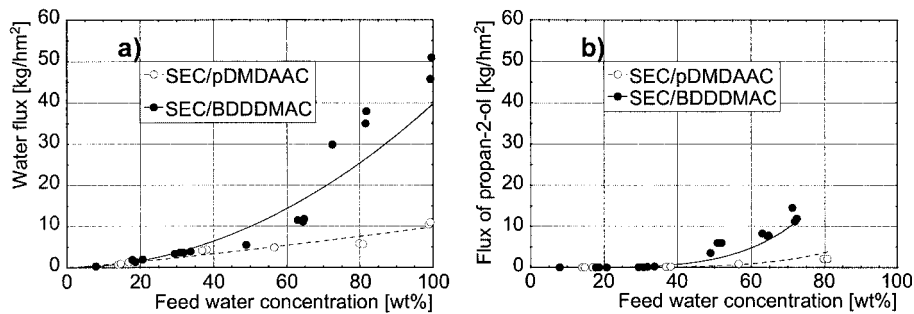 a)
Water flux [kg/hm²]
60
50
40
30
20
10
0
SEC/pDMDAAC
SEC/BDDDMAC
0 20 40 60 80 100
Feed water concentration [wt%]
b)
Flux of propan-2-ol [kg/hm²]
60
50
40
30
20
10
0
SEC/pDMDAAC
SEC/BDDDMAC
0 20 40 60 80 100
Feed water concentration [wt%]